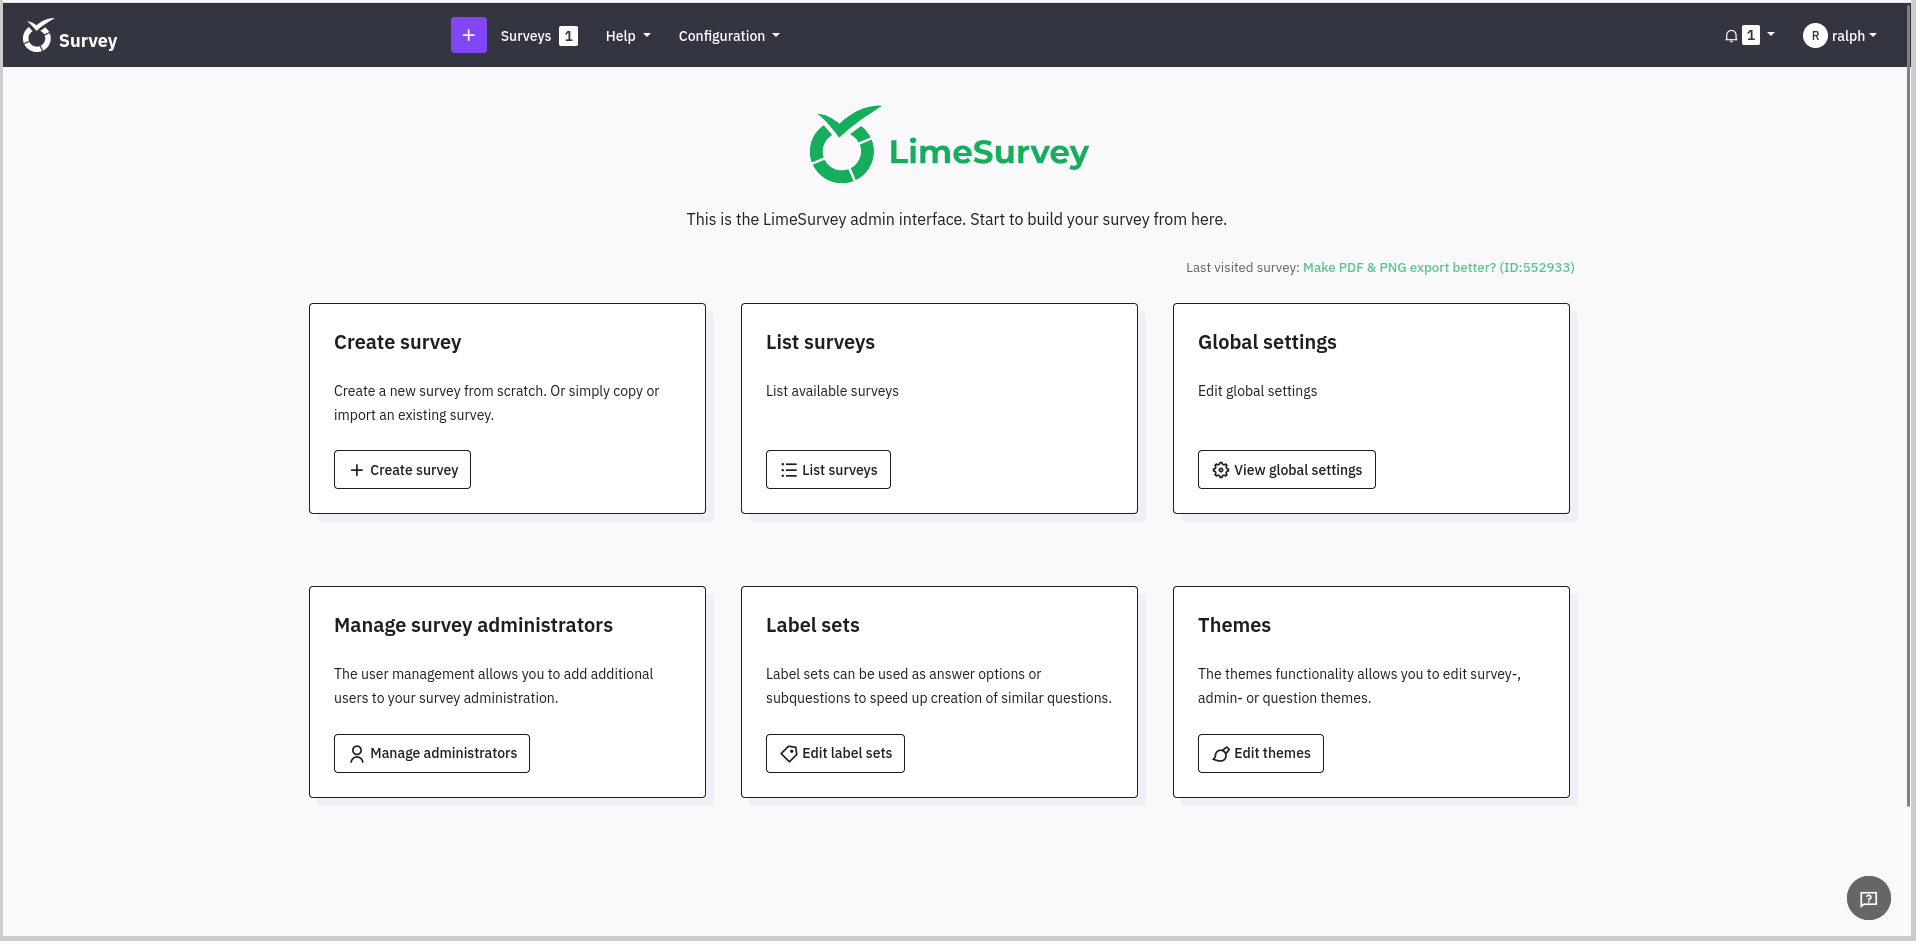 Survey
+ Surveys 1 Help Configuration
1 R ralph
LimeSurvey
This is the LimeSurvey admin interface. Start to build your survey from here.
Last visited survey: Make PDF & PNG export better? (ID:552933)
Create survey
Create a new survey from scratch. Or simply copy or
import an existing survey.
+ Create survey
List surveys
List available surveys
List surveys
Global settings
Edit global settings
View global settings
Manage survey administrators
The user management allows you to add additional
users to your survey administration.
Manage administrators
Label sets
Label sets can be used as answer options or
subquestions to speed up creation of similar questions.
Edit label sets
Themes
The themes functionality allows you to edit survey-,
admin- or question themes.
Edit themes
?